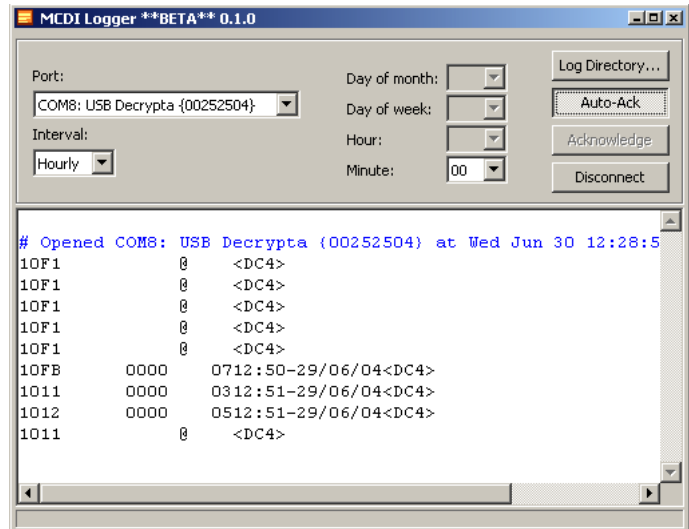 MCDI Logger **BETA** 0.1.0
Port:
COM8: USB Decrypta {00252504}
Interval:
Hourly
Day of month:
Day of week:
Hour:
Minute:
00
Log Directory...
Auto-Ack
Acknowledge
Disconnect
# Opened COM8: USB Decrypta {00252504} at Wed Jun 30 12:28:5
10F1 @ <DC4>
10F1 @ <DC4>
10F1 @ <DC4>
10F1 @ <DC4>
10F1 @ <DC4>
10FB 0000 0712:50-29/06/04<DC4>
1011 0000 0312:51-29/06/04<DC4>
1012 0000 0512:51-29/06/04<DC4>
1011 @ <DC4>